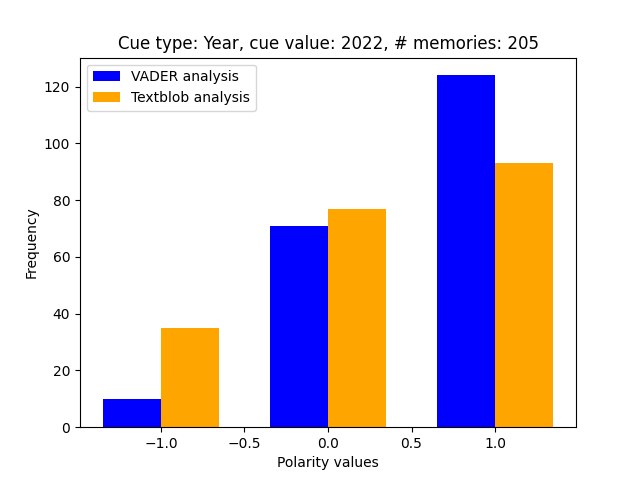 Cue type: Year, cue value: 2022, # memories: 205
VADER analysis
Textblob analysis
120
100
80
60
40
20
0
Frequency
−1.0 −0.5 0.0 0.5 1.0
Polarity values